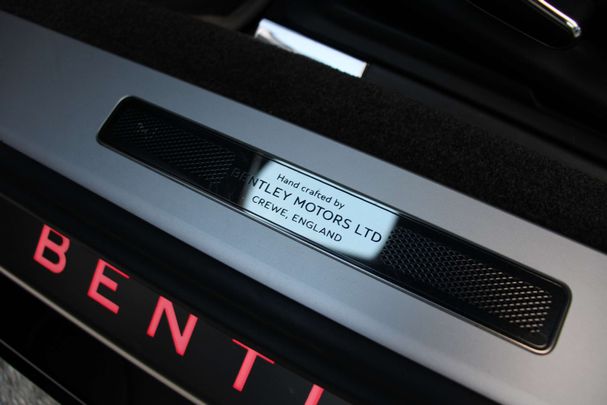 Hand crafted by
BENTLEY MOTORS LTD
CREWE, ENGLAND
BENT